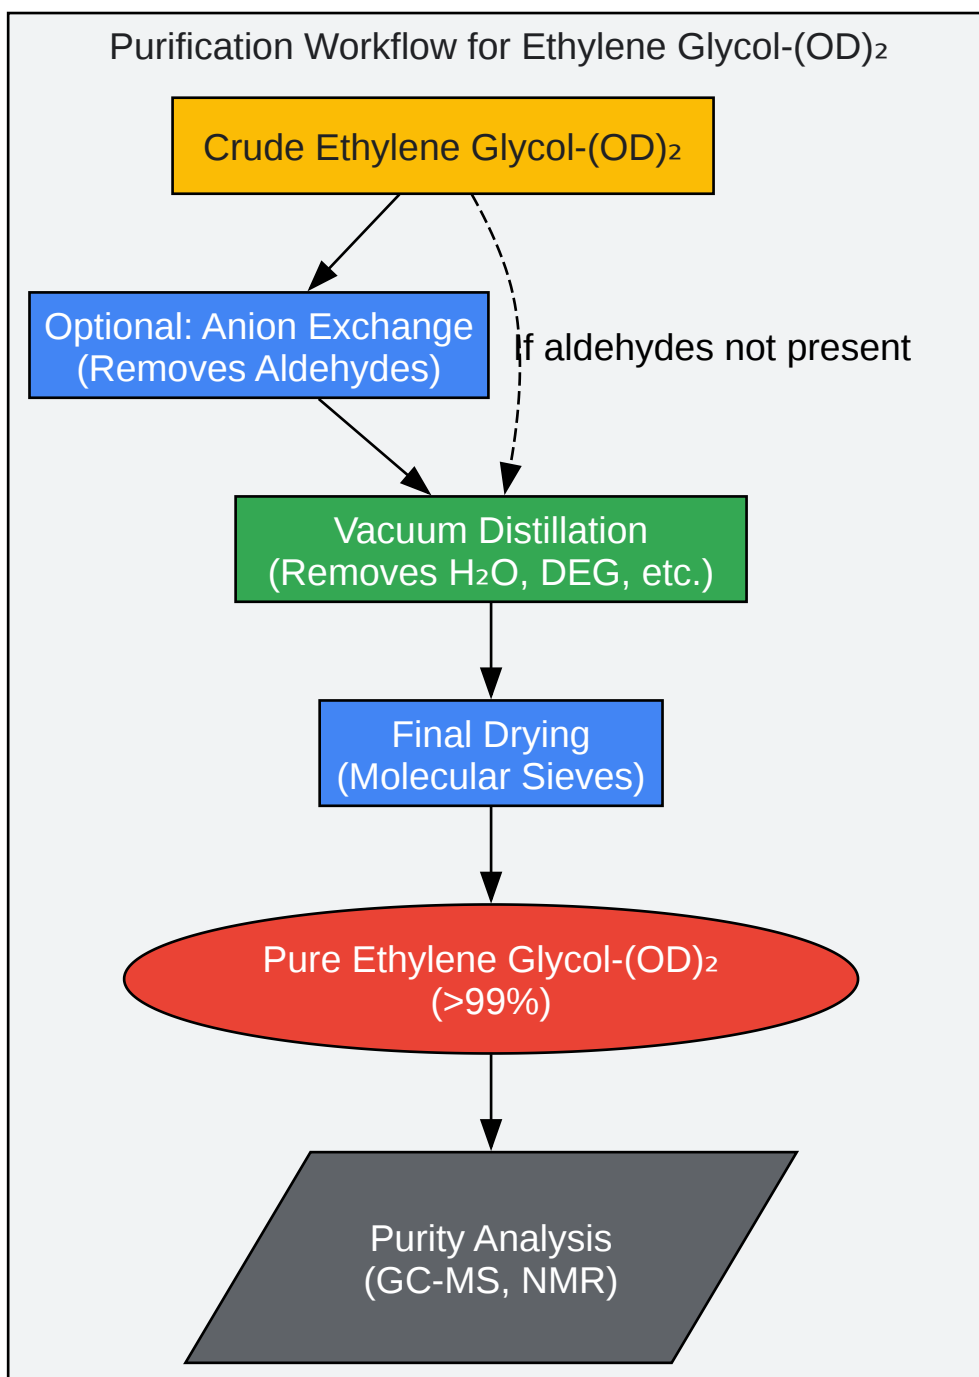 Purification Workflow for Ethylene Glycol-(OD)₂
Crude Ethylene Glycol-(OD)₂
Optional: Anion Exchange
(Removes Aldehydes)
If aldehydes not present
Vacuum Distillation
(Removes H₂O, DEG, etc.)
Final Drying
(Molecular Sieves)
Pure Ethylene Glycol-(OD)₂
(>99%)
Purity Analysis
(GC-MS, NMR)